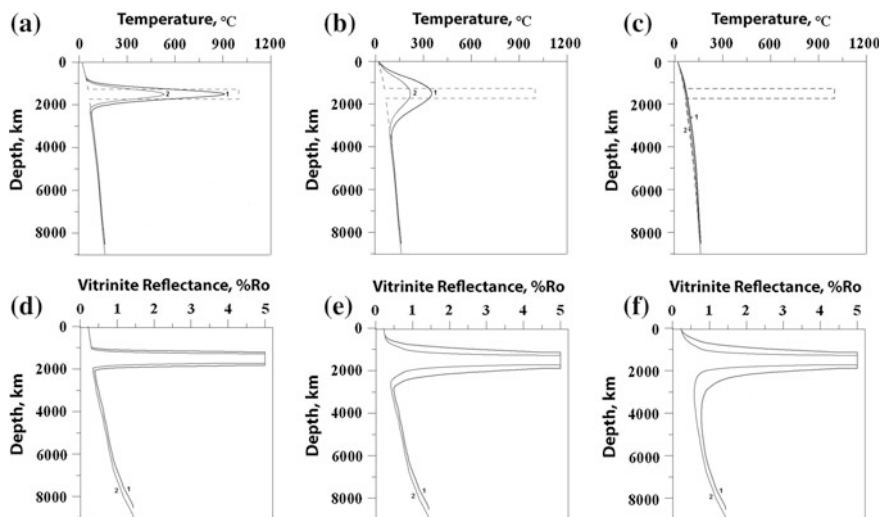 (a) Temperature, °C
0 300 600 900 1200
Depth, km
0
2000
4000
6000
8000
2 1
(b) Temperature, °C
0 300 600 900 1200
Depth, km
0
2000
4000
6000
8000
2 1
(c) Temperature, °C
0 300 600 900 1200
Depth, km
0
2000
4000
6000
8000
1
2
(d) Vitrinite Reflectance, %Ro
0 1 2 3 4 5
Depth, km
0
2000
4000
6000
8000
2 1
(e) Vitrinite Reflectance, %Ro
0 1 2 3 4 5
Depth, km
0
2000
4000
6000
8000
2 1
(f) Vitrinite Reflectance, %Ro
0 1 2 3 4 5
Depth, km
0
2000
4000
6000
8000
2 1